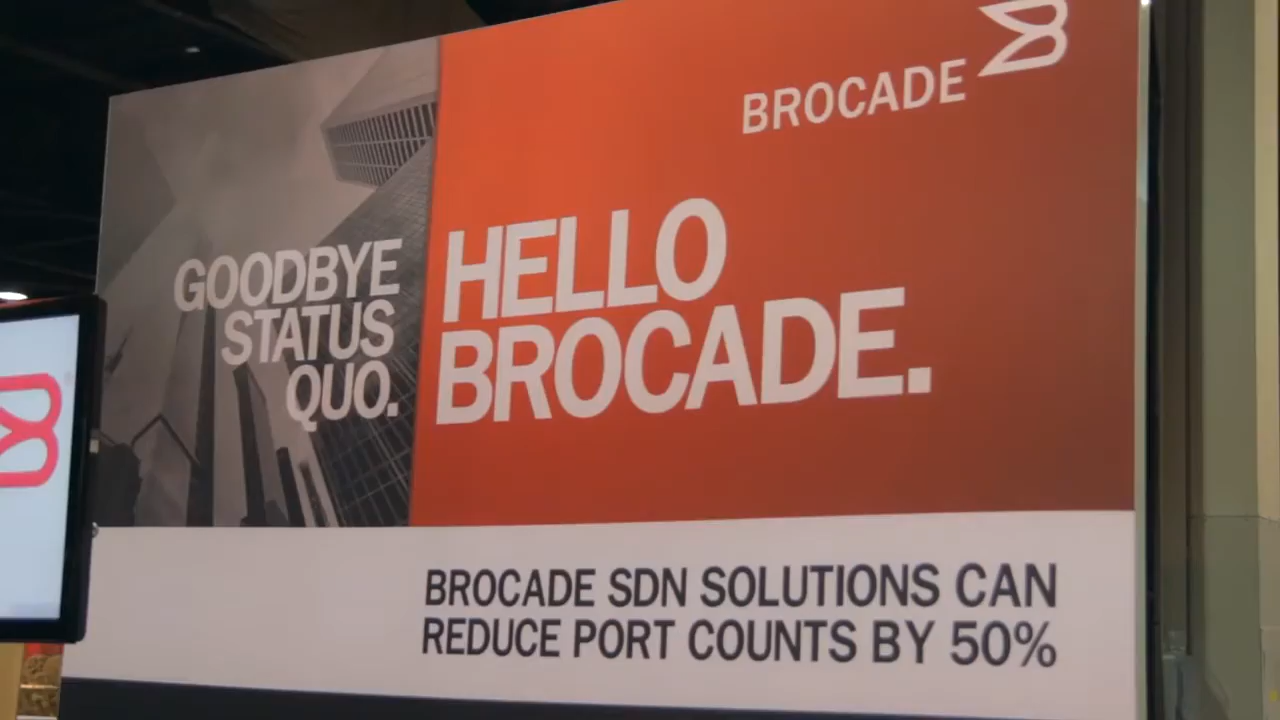 BROCADE
GOODBYE
STATUS
QUO.
HELLO
BROCADE.
BROCADE SDN SOLUTIONS CAN
REDUCE PORT COUNTS BY 50%